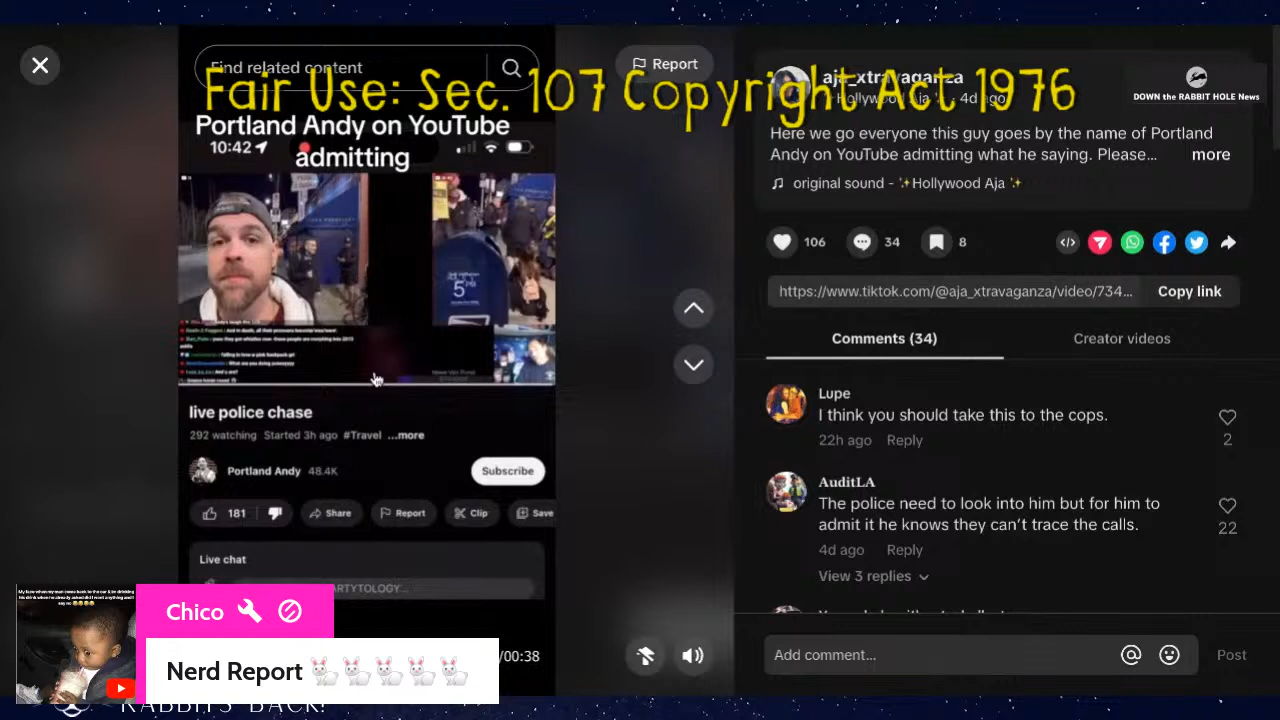 Find related content
Report
Fair Use: Sec. 107 Copyright Act 1976
Portland Andy on YouTube
admitting
10:42
live police chase
292 watching Started 3h ago #Travel ...more
Portland Andy 48.4K
Subscribe
181
Share
Report
Clip
Save
Live chat
/00:38
aja_xtravaganza
Hollywood Aja · 4d ago
DOWN the RABBIT HOLE News
Here we go everyone this guy goes by the name of Portland
Andy on YouTube admitting what he saying. Please... more
original sound - ✨Hollywood Aja ✨
106
34
8
https://www.tiktok.com/@aja_xtravaganza/video/734...
Copy link
Comments (34)
Creator videos
Lupe
I think you should take this to the cops.
22h ago Reply
2
AuditLA
The police need to look into him but for him to
admit it he knows they can't trace the calls.
22
4d ago Reply
View 3 replies
Add comment...
Post
Chico
Nerd Report 🐇🐇🐇🐇🐇
RABBITS BACK!